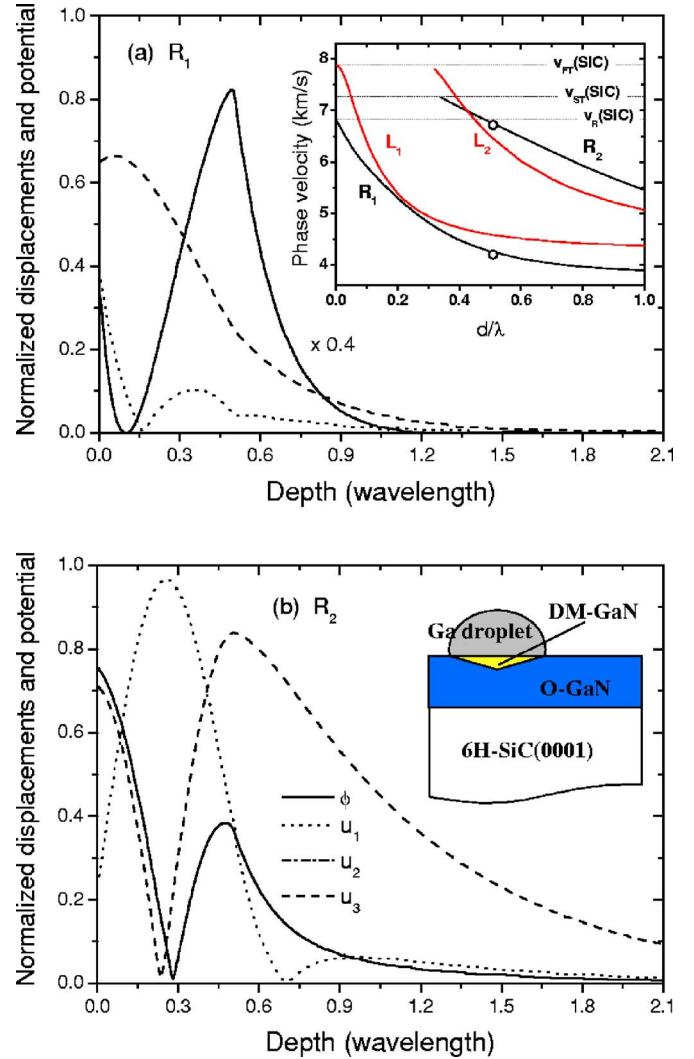 1.0
(a) R₁
0.8
0.6
0.4
0.2
0.0
Normalized displacements and potential
x 0.4
0.0 0.3 0.6 0.9 1.2 1.5 1.8 2.1
Depth (wavelength)
8
7
6
5
4
Phase velocity (km/s)
v_FT(SIC)
v_ST(SIC)
v_R(SIC)
L₁
L₂
R₂
R₁
0.0 0.2 0.4 0.6 0.8 1.0
d/λ
1.0
(b) R₂
0.8
0.6
0.4
0.2
0.0
Normalized displacements and potential
ϕ
u₁
u₂
u₃
DM-GaN
Ga droplet
O-GaN
6H-SiC(0001)
0.0 0.3 0.6 0.9 1.2 1.5 1.8 2.1
Depth (wavelength)